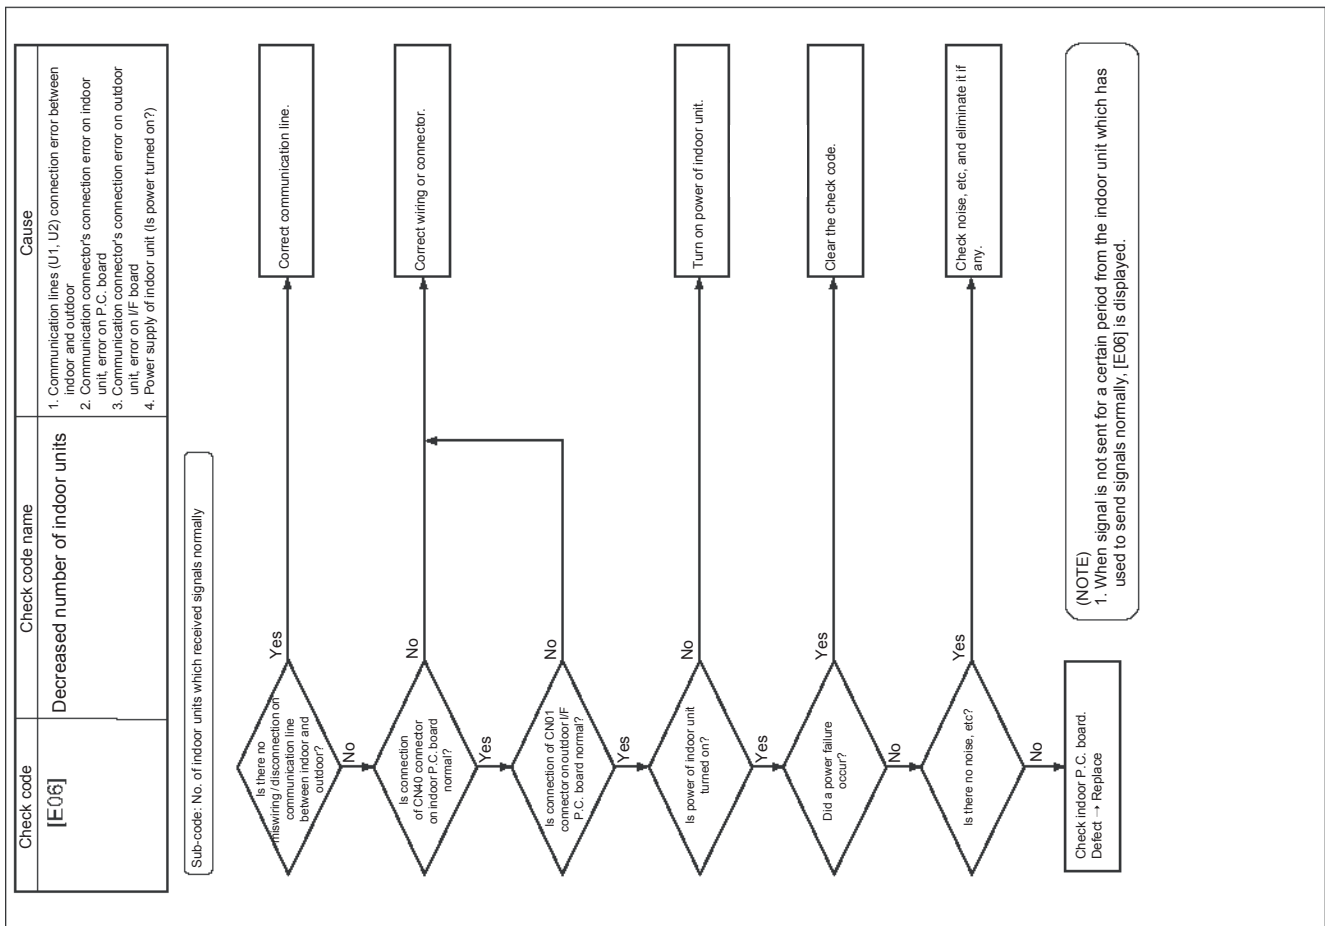 Check code
Check code name
Cause
[E06]
Decreased number of indoor units
1. Communication lines (U1, U2) connection error between
indoor and outdoor
2. Communication connector's connection error on indoor
unit, error on P.C. board
3. Communication connector's connection error on outdoor
unit, error on I/F board
4. Power supply of indoor unit (Is power turned on?)
Sub-code: No. of indoor units which received signals normally
Is there no
miswiring / disconnection on
communication line
between indoor and
outdoor?
Yes
Correct communication line.
No
Is connection
of CN40 connector
on indoor P.C. board
normal?
No
Correct wiring or connector.
Yes
Is connection of CN01
connector on outdoor I/F
P.C. board normal?
No
Yes
Is power of indoor unit
turned on?
No
Turn on power of indoor unit.
Yes
Did a power failure
occur?
Yes
Clear the check code.
No
Is there no noise, etc?
Yes
Check noise, etc, and eliminate it if
any.
No
Check indoor P.C. board.
Defect → Replace
(NOTE)
1. When signal is not sent for a certain period from the indoor unit which has
used to send signals normally, [E06] is displayed.